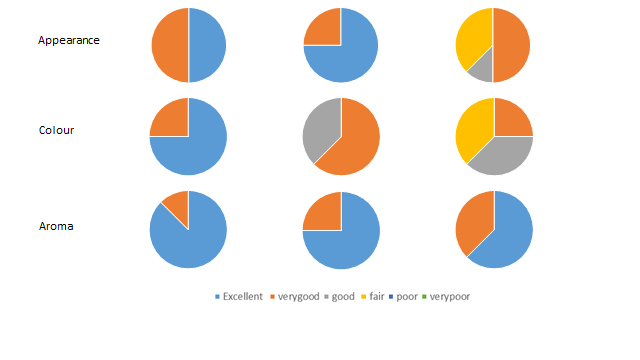 Appearance
Colour
Aroma
Excellent verygood good fair poor verypoor